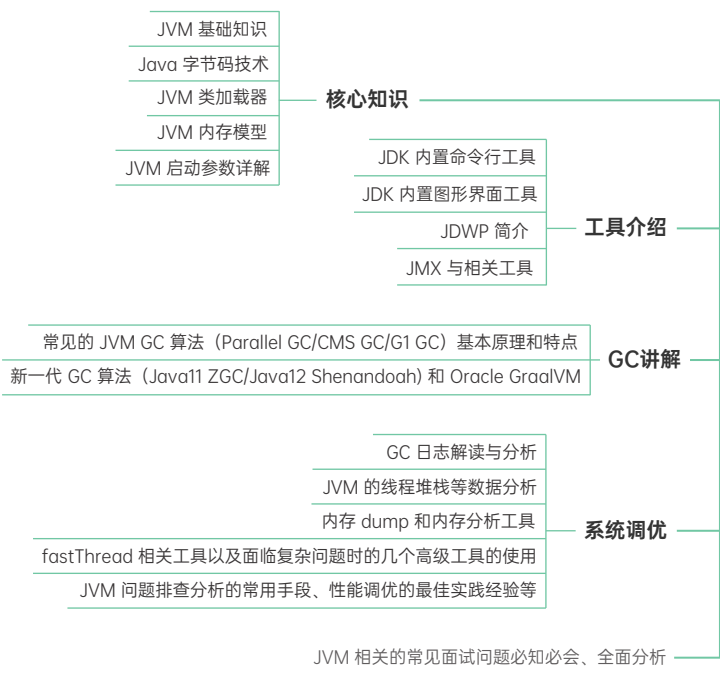 JVM 基础知识
Java 字节码技术
JVM 类加载器
JVM 内存模型
JVM 启动参数详解
核心知识
JDK 内置命令行工具
JDK 内置图形界面工具
JDWP 简介
JMX 与相关工具
工具介绍
常见的 JVM GC 算法（Parallel GC/CMS GC/G1 GC）基本原理和特点
新一代 GC 算法（Java11 ZGC/Java12 Shenandoah) 和 Oracle GraalVM
GC讲解
GC 日志解读与分析
JVM 的线程堆栈等数据分析
内存 dump 和内存分析工具
fastThread 相关工具以及面临复杂问题时的几个高级工具的使用
JVM 问题排查分析的常用手段、性能调优的最佳实践经验等
系统调优
JVM 相关的常见面试问题必知必会、全面分析